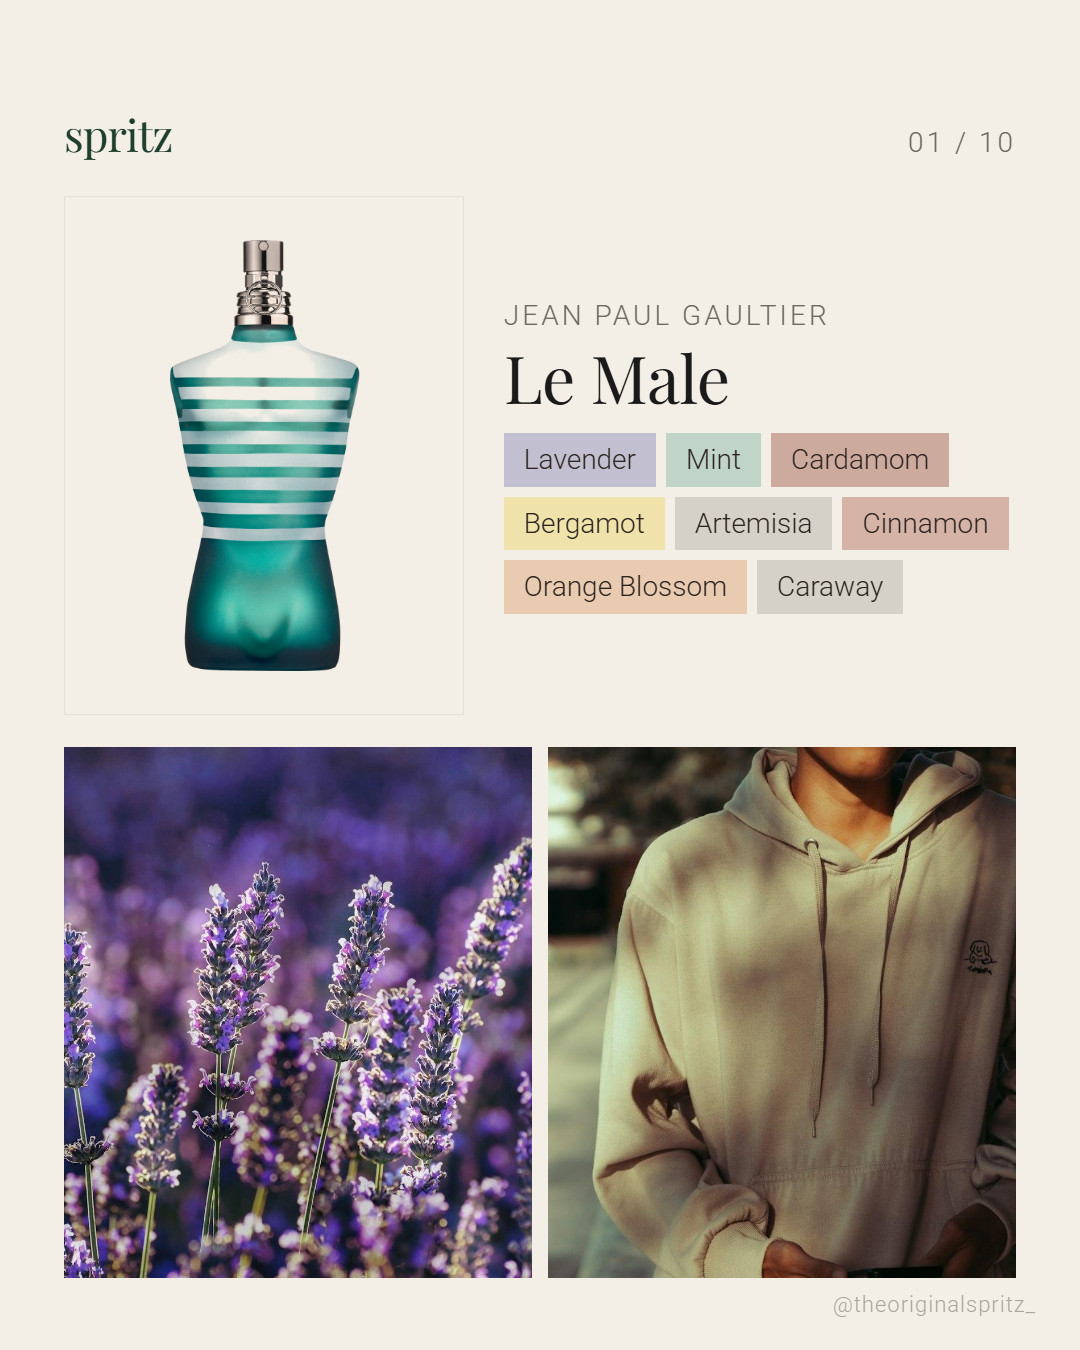 spritz
01 / 10
JEAN PAUL GAULTIER
Le Male
Lavender Mint Cardamom
Bergamot Artemisia Cinnamon
Orange Blossom Caraway
@theoriginalspritz_